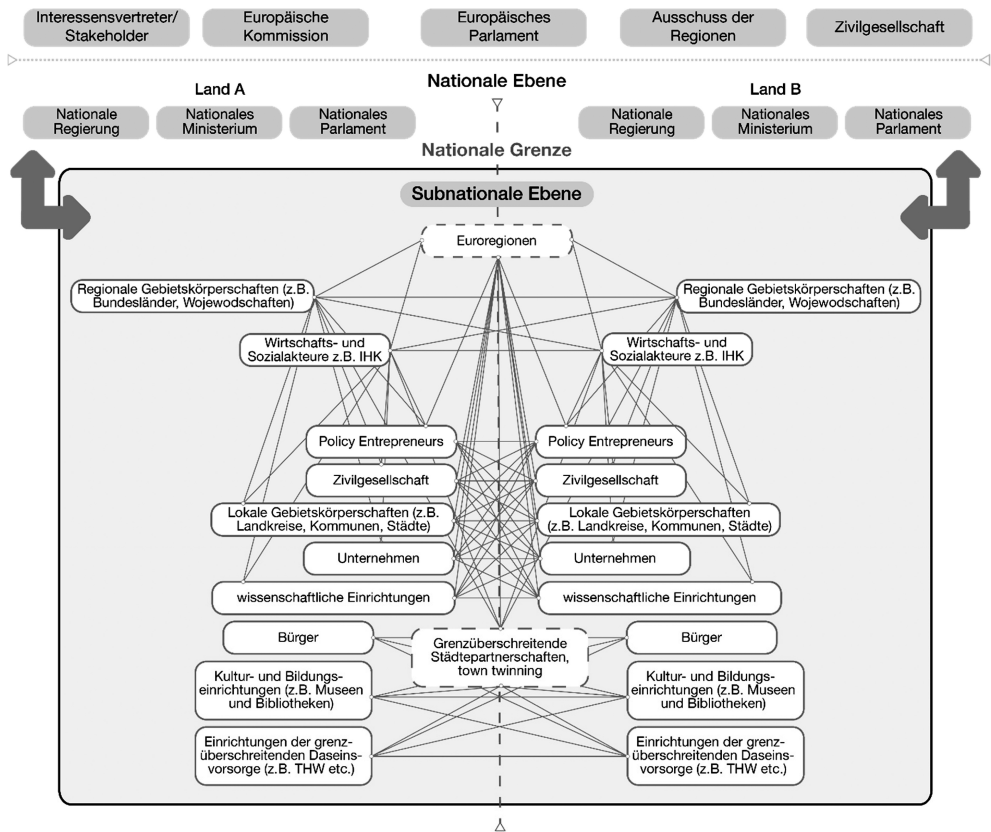 Interessensvertreter/
Stakeholder
Europäische
Kommission
Europäisches
Parlament
Ausschuss der
Regionen
Zivilgesellschaft
Nationale Ebene
Land A
Land B
Nationale
Regierung
Nationales
Ministerium
Nationales
Parlament
Nationale
Regierung
Nationales
Ministerium
Nationales
Parlament
Nationale Grenze
Subnationale Ebene
Euroregionen
Regionale Gebietskörperschaften (z.B.
Bundesländer, Wojewodschaften)
Regionale Gebietskörperschaften (z.B.
Bundesländer, Wojewodschaften)
Wirtschafts- und
Sozialakteure z.B. IHK
Wirtschafts- und
Sozialakteure z.B. IHK
Policy Entrepreneurs
Policy Entrepreneurs
Zivilgesellschaft
Zivilgesellschaft
Lokale Gebietskörperschaften (z.B.
Landkreise, Kommunen, Städte)
Lokale Gebietskörperschaften
(z.B. Landkreise, Kommunen, Städte)
Unternehmen
Unternehmen
wissenschaftliche Einrichtungen
wissenschaftliche Einrichtungen
Bürger
Grenzüberschreitende
Städtepartnerschaften,
town twinning
Bürger
Kultur- und Bildungs-
einrichtungen (z.B. Museen
und Bibliotheken)
Kultur- und Bildungs-
einrichtungen (z.B. Museen
und Bibliotheken)
Einrichtungen der grenz-
überschreitenden Daseins-
vorsorge (z.B. THW etc.)
Einrichtungen der grenz-
überschreitenden Daseins-
vorsorge (z.B. THW etc.)